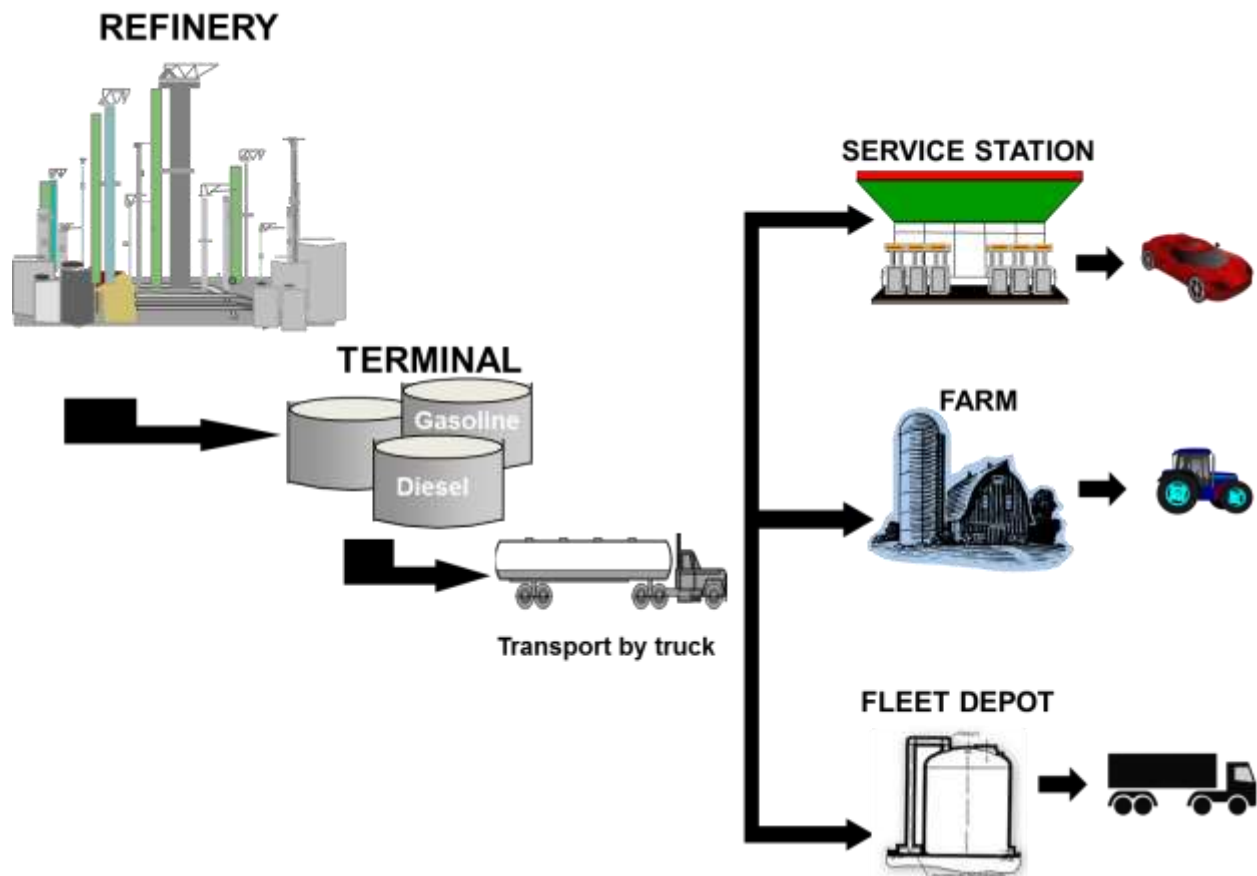 REFINERY
SERVICE STATION
TERMINAL
Gasoline
Diesel
FARM
Transport by truck
FLEET DEPOT